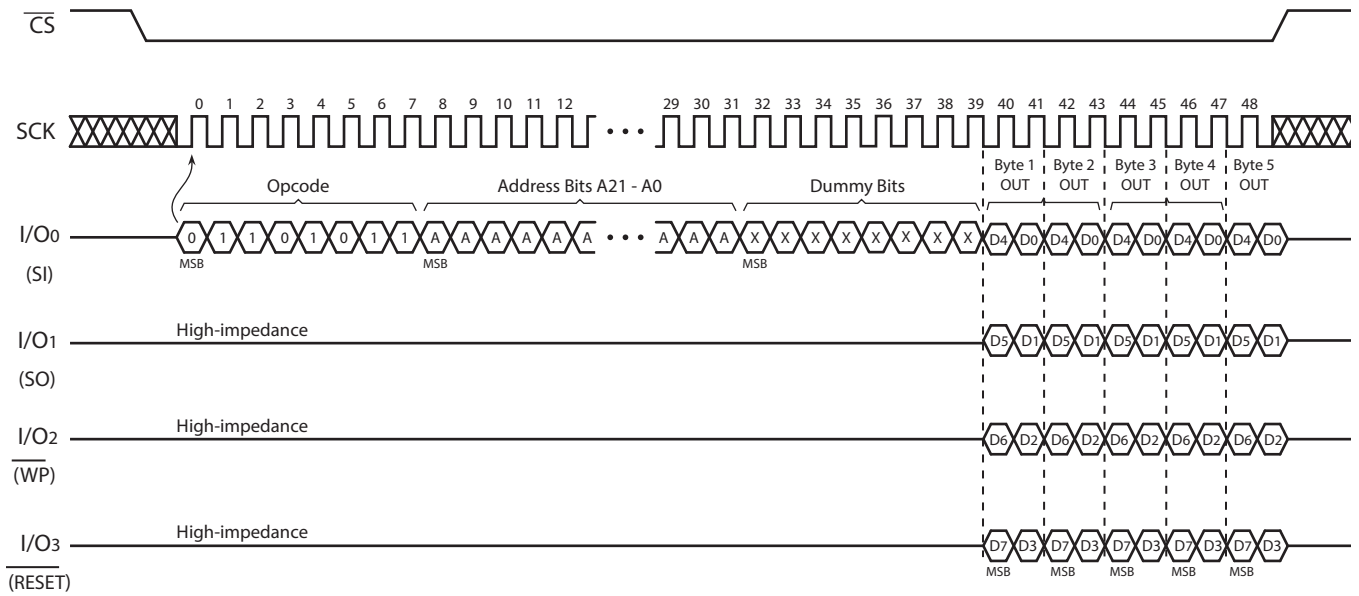 CS
0 1 2 3 4 5 6 7 8 9 10 11 12 29 30 31 32 33 34 35 36 37 38 39 40 41 42 43 44 45 46 47 48
SCK • • •
Byte 1 OUT Byte 2 OUT Byte 3 OUT Byte 4 OUT Byte 5 OUT
Opcode Address Bits A21 - A0 Dummy Bits
I/O0 0 1 1 0 1 0 1 1 A A A A A A • • • A A A X X X X X X X X D4 D0 D4 D0 D4 D0 D4 D0 D4 D0
MSB MSB MSB
(SI)
High-impedance
I/O1 D5 D1 D5 D1 D5 D1 D5 D1 D5 D1
(SO)
High-impedance
I/O2 D6 D2 D6 D2 D6 D2 D6 D2 D6 D2
(WP)
High-impedance
I/O3 D7 D3 D7 D3 D7 D3 D7 D3 D7 D3
MSB MSB MSB MSB MSB
(RESET)